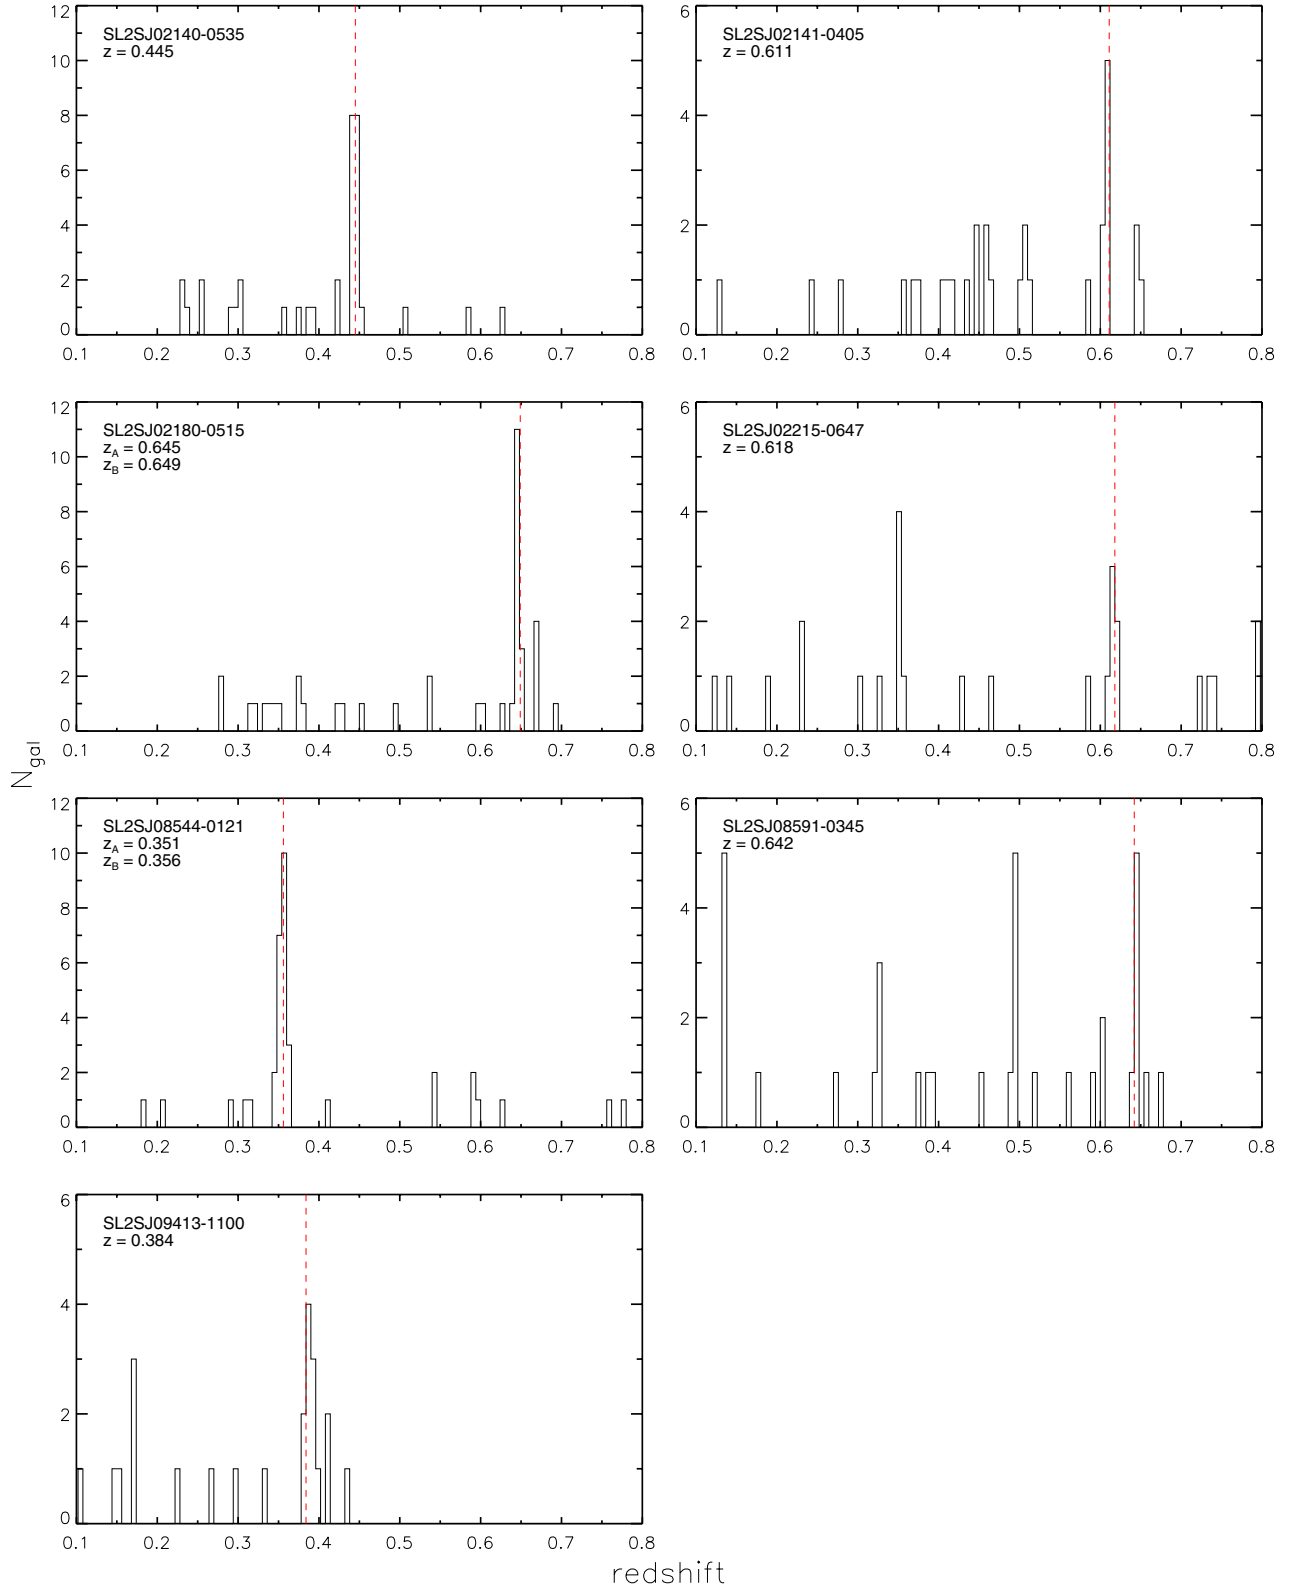 12
10
8
6
4
2
0
SL2SJ02140-0535
z = 0.445
0.1 0.2 0.3 0.4 0.5 0.6 0.7 0.8
6
4
2
0
SL2SJ02141-0405
z = 0.611
0.1 0.2 0.3 0.4 0.5 0.6 0.7 0.8
12
10
8
6
4
2
0
SL2SJ02180-0515
zA = 0.645
zB = 0.649
0.1 0.2 0.3 0.4 0.5 0.6 0.7 0.8
6
4
2
0
SL2SJ02215-0647
z = 0.618
0.1 0.2 0.3 0.4 0.5 0.6 0.7 0.8
Ngal
12
10
8
6
4
2
0
SL2SJ08544-0121
zA = 0.351
zB = 0.356
0.1 0.2 0.3 0.4 0.5 0.6 0.7 0.8
6
4
2
0
SL2SJ08591-0345
z = 0.642
0.1 0.2 0.3 0.4 0.5 0.6 0.7 0.8
6
4
2
0
SL2SJ09413-1100
z = 0.384
0.1 0.2 0.3 0.4 0.5 0.6 0.7 0.8
redshift